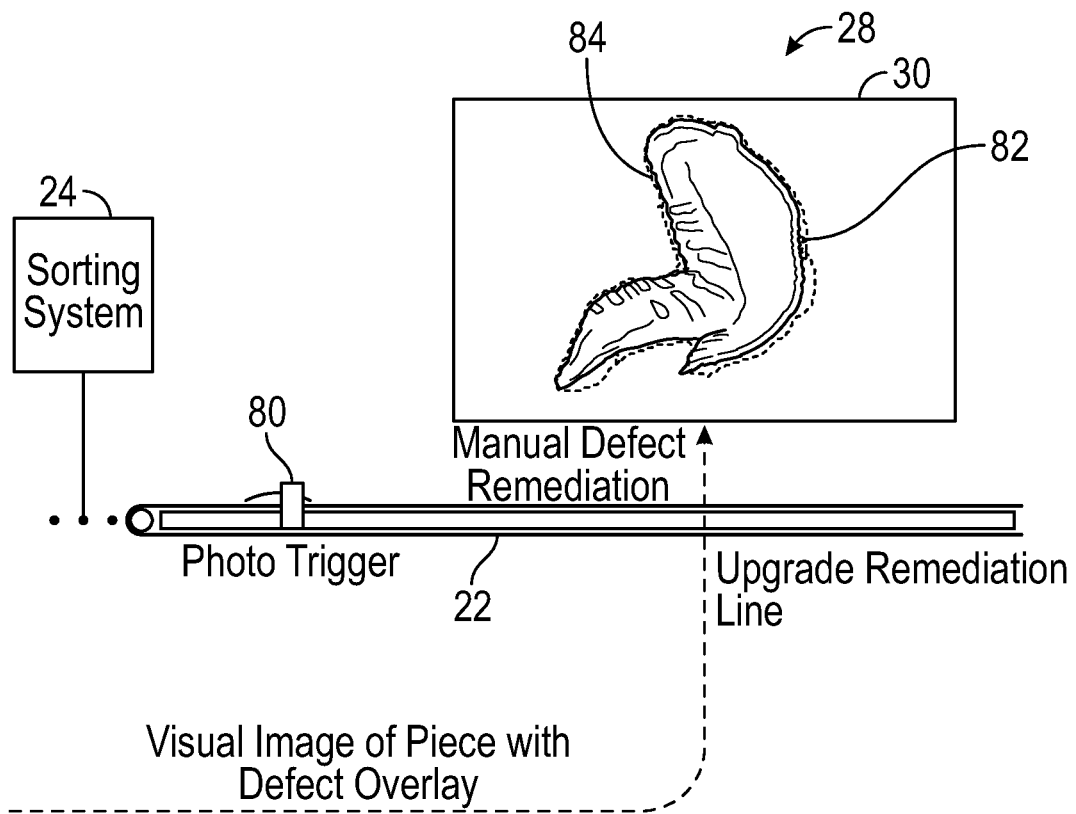 28
84
30
82
24
Sorting
System
80
Manual Defect
Remediation
Photo Trigger
22
Upgrade Remediation
Line
Visual Image of Piece with
Defect Overlay